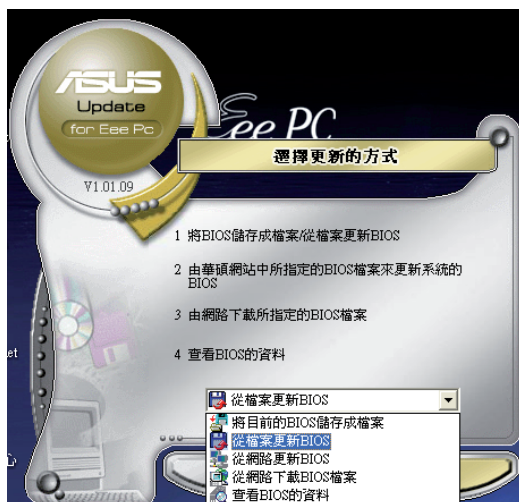 ASUS
Update
for Eee Pc
Eee PC
V1.01.09
選擇更新的方式
1 將BIOS儲存成檔案/從檔案更新BIOS
2 由華碩網站中所指定的BIOS檔案來更新系統的
BIOS
3 由網路下載所指定的BIOS檔案
4 查看BIOS的資料
et
從檔案更新BIOS
將目前的BIOS儲存成檔案
從檔案更新BIOS
從網路更新BIOS
從網路下載BIOS檔案
查看BIOS的資料